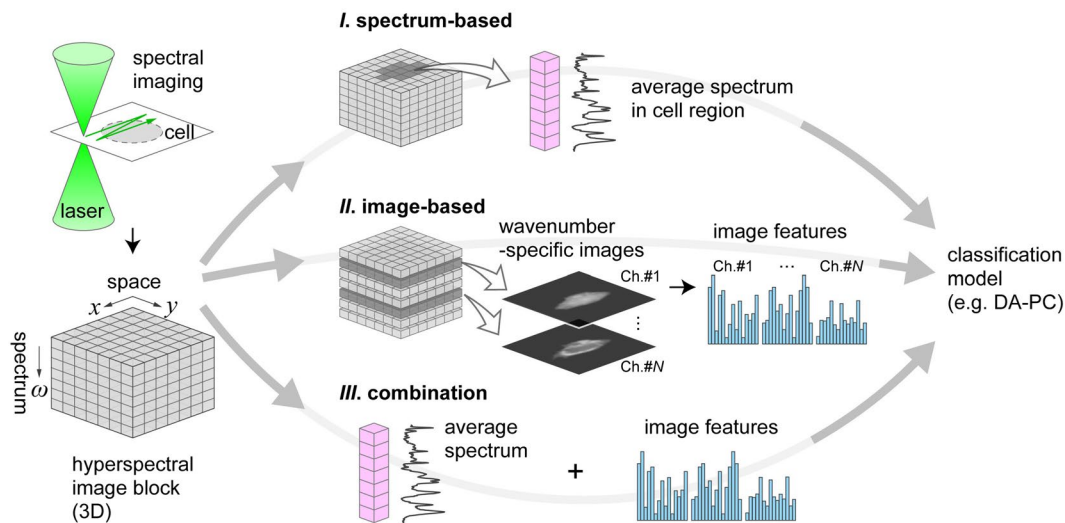 spectral
imaging
cell
laser
space
x
y
spectrum
ω
hyperspectral
image block
(3D)
I. spectrum-based
average spectrum
in cell region
II. image-based
wavenumber
-specific images
Ch.#1
⋮
Ch.#N
image features
Ch.#1 ... Ch.#N
III. combination
average
spectrum
+
image features
classification
model
(e.g. DA-PC)